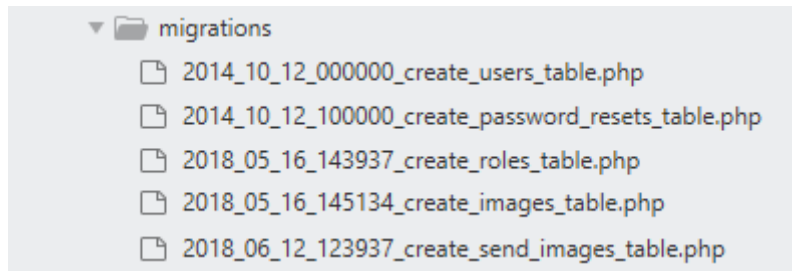 migrations
2014_10_12_000000_create_users_table.php
2014_10_12_100000_create_password_resets_table.php
2018_05_16_143937_create_roles_table.php
2018_05_16_145134_create_images_table.php
2018_06_12_123937_create_send_images_table.php